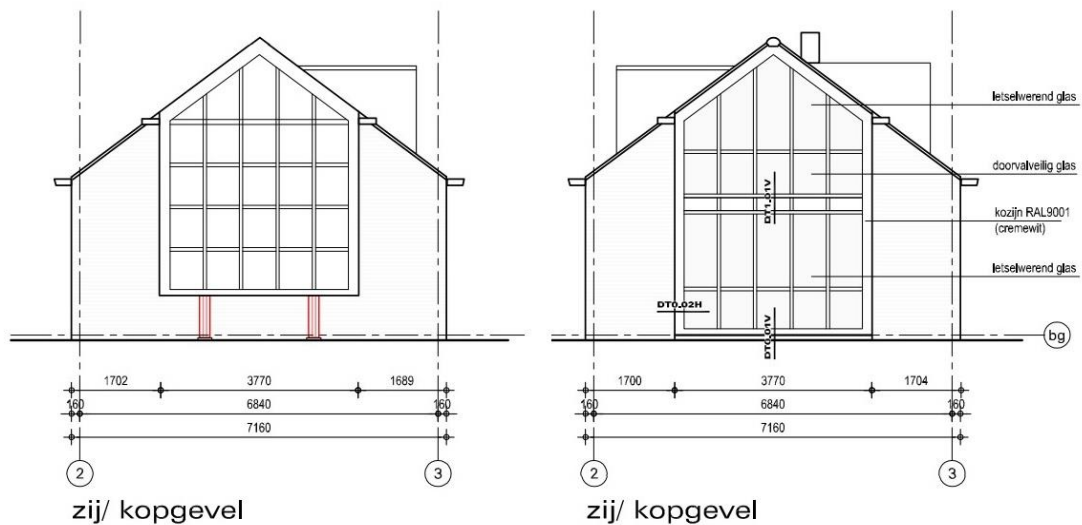 letselwerend glas
doorvalveilig glas
kozijn RAL9001
(cremewit)
letselwerend glas
DT1.01V
DT0.02H
DT0.01V
bg
1702 3770 1689
160 6840 160
7160
2 3
zij/ kopgevel
1700 3770 1704
160 6840 160
7160
2 3
zij/ kopgevel